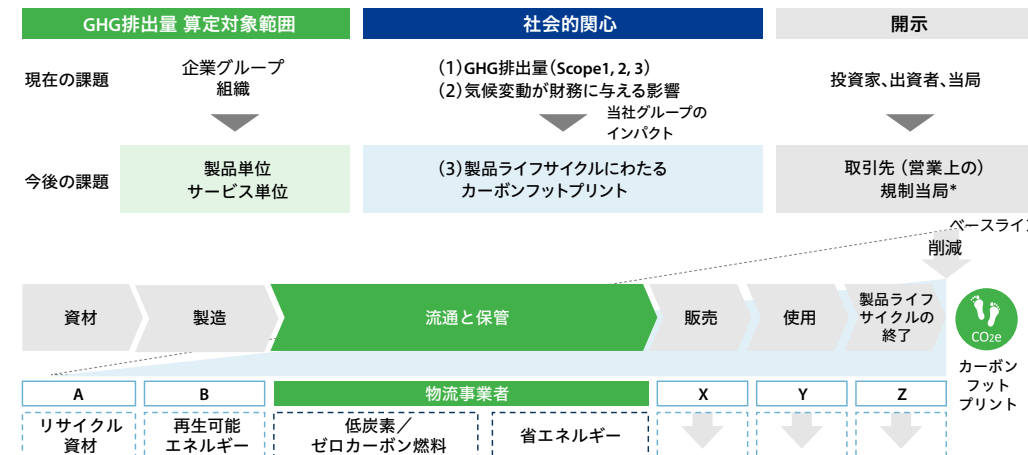 GHG排出量 算定対象範囲
社会的関心
開示
現在の課題
企業グループ
組織
(1)GHG排出量(Scope1, 2, 3)
(2)気候変動が財務に与える影響
投資家、出資者、当局
当社グループの
インパクト
今後の課題
製品単位
サービス単位
(3)製品ライフサイクルにわたる
カーボンフットプリント
取引先（営業上の）
規制当局*
ベースライン
削減
資材
製造
流通と保管
販売
使用
製品ライフ
サイクルの
終了
CO2e
カーボン
フット
プリント
A
B
物流事業者
X
Y
Z
リサイクル
資材
再生可能
エネルギー
低炭素／
ゼロカーボン燃料
省エネルギー